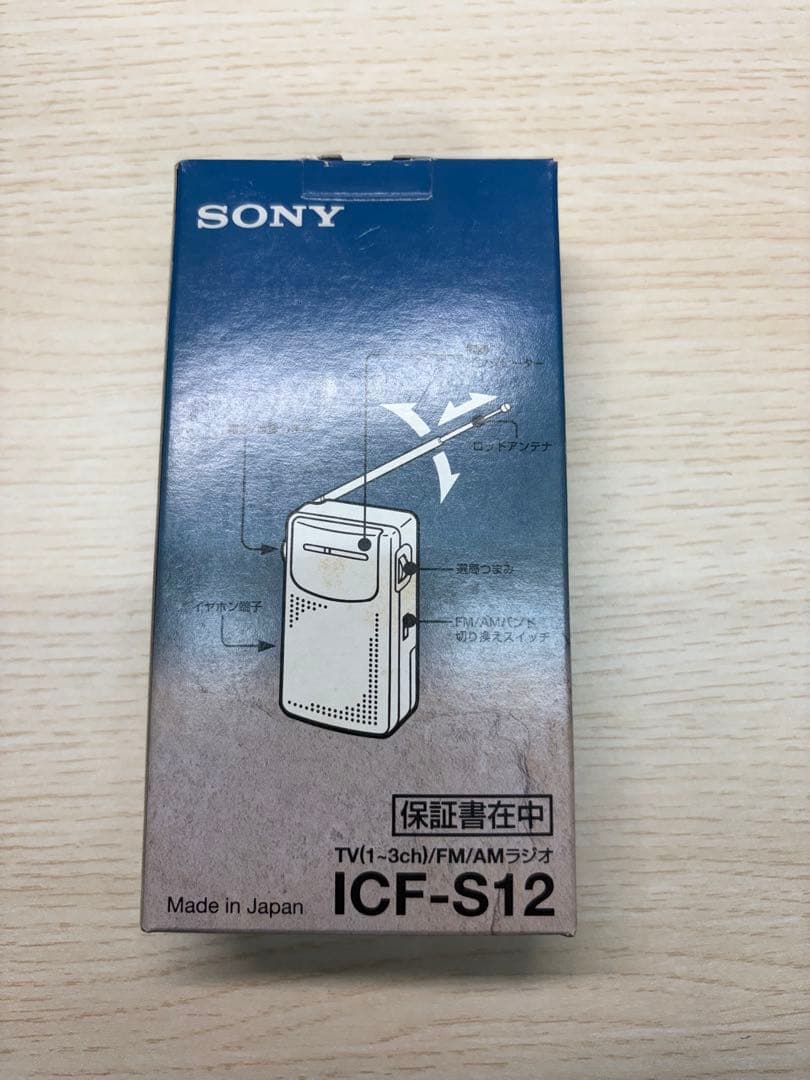 SONY
ロッドアンテナ
選局つまみ
イヤホン端子
FM/AMバンド
切り換えスイッチ
保証書在中
TV(1~3ch)/FM/AMラジオ
Made in Japan ICF-S12